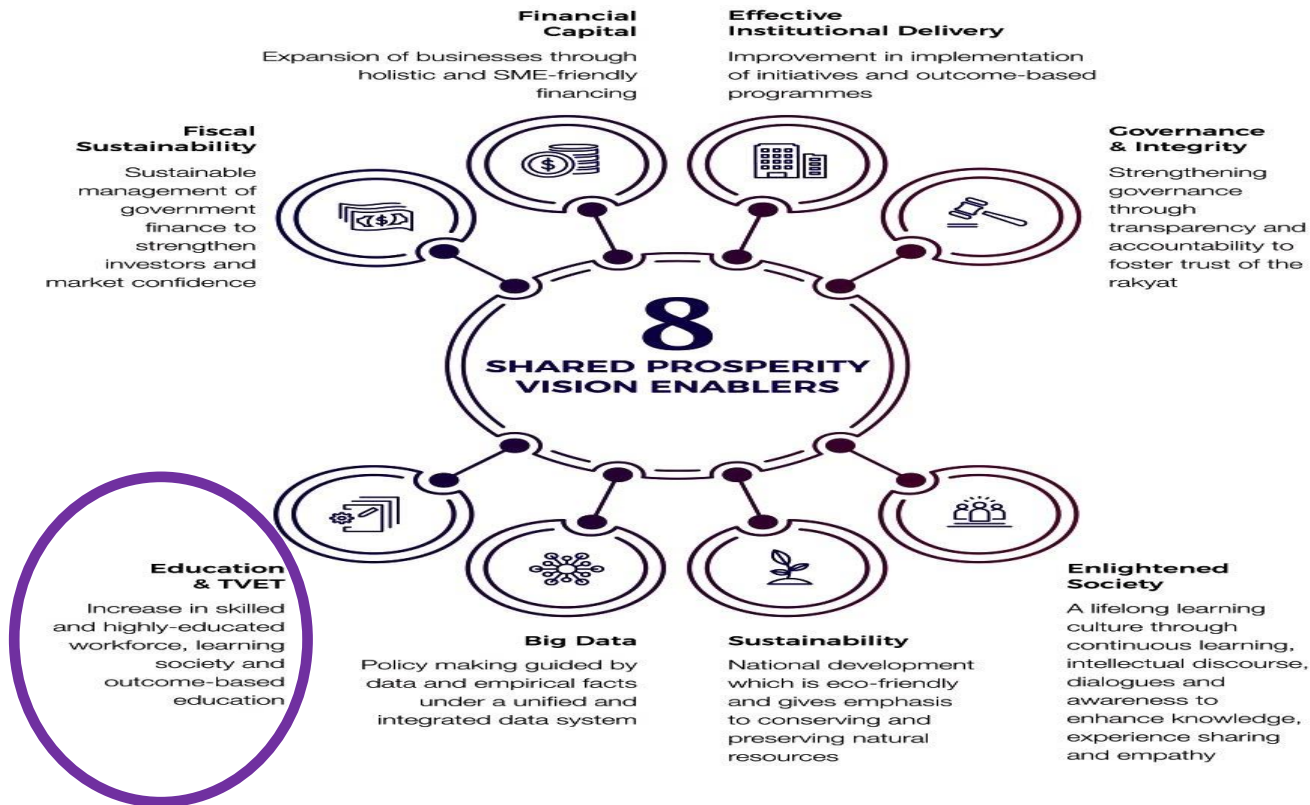 Financial
Capital
Expansion of businesses through
holistic and SME-friendly
financing
Effective
Institutional Delivery
Improvement in implementation
of initiatives and outcome-based
programmes
Fiscal
Sustainability
Sustainable
management of
government
finance to
strengthen
investors and
market confidence
Governance
& Integrity
Strengthening
governance
through
transparency and
accountability to
foster trust of the
rakyat
8
SHARED PROSPERITY
VISION ENABLERS
Education
& TVET
Increase in skilled
and highly-educated
workforce, learning
society and
outcome-based
education
Big Data
Policy making guided by
data and empirical facts
under a unified and
integrated data system
Sustainability
National development
which is eco-friendly
and gives emphasis
to conserving and
preserving natural
resources
Enlightened
Society
A lifelong learning
culture through
continuous learning,
intellectual discourse,
dialogues and
awareness to
enhance knowledge,
experience sharing
and empathy